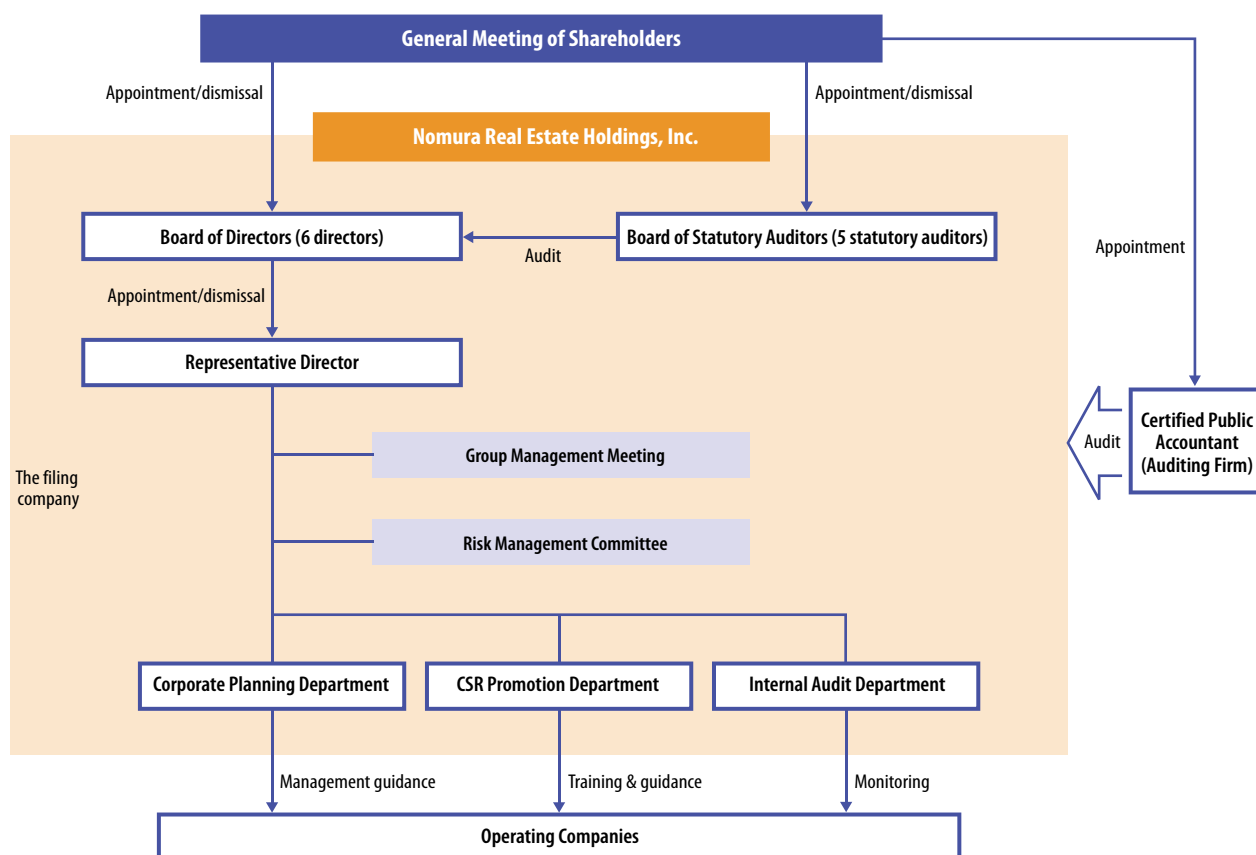 General Meeting of Shareholders
Appointment/dismissal
Appointment/dismissal
Nomura Real Estate Holdings, Inc.
Board of Directors (6 directors)
Board of Statutory Auditors (5 statutory auditors)
Audit
Appointment
Appointment/dismissal
Representative Director
Certified Public
Accountant
(Auditing Firm)
Audit
Group Management Meeting
The filing
company
Risk Management Committee
Corporate Planning Department
CSR Promotion Department
Internal Audit Department
Management guidance
Training & guidance
Monitoring
Operating Companies